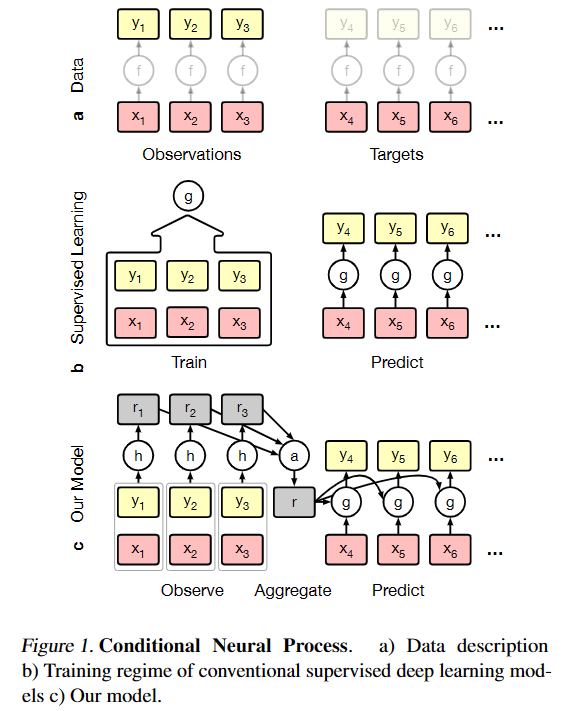 y1 y2 y3 y4 y5 y6 ...
f f f f f f
x1 x2 x3 x4 x5 x6 ...
Observations Targets
a Data
g
y1 y2 y3 y4 y5 y6 ...
g g g
x1 x2 x3 x4 x5 x6 ...
Train Predict
b Supervised Learning
r1 r2 r3
h h h a y4 y5 y6 ...
y1 y2 y3 r g g g
x1 x2 x3 x4 x5 x6 ...
Observe Aggregate Predict
c Our Model
Figure 1. Conditional Neural Process. a) Data description
b) Training regime of conventional supervised deep learning mod-
els c) Our model.